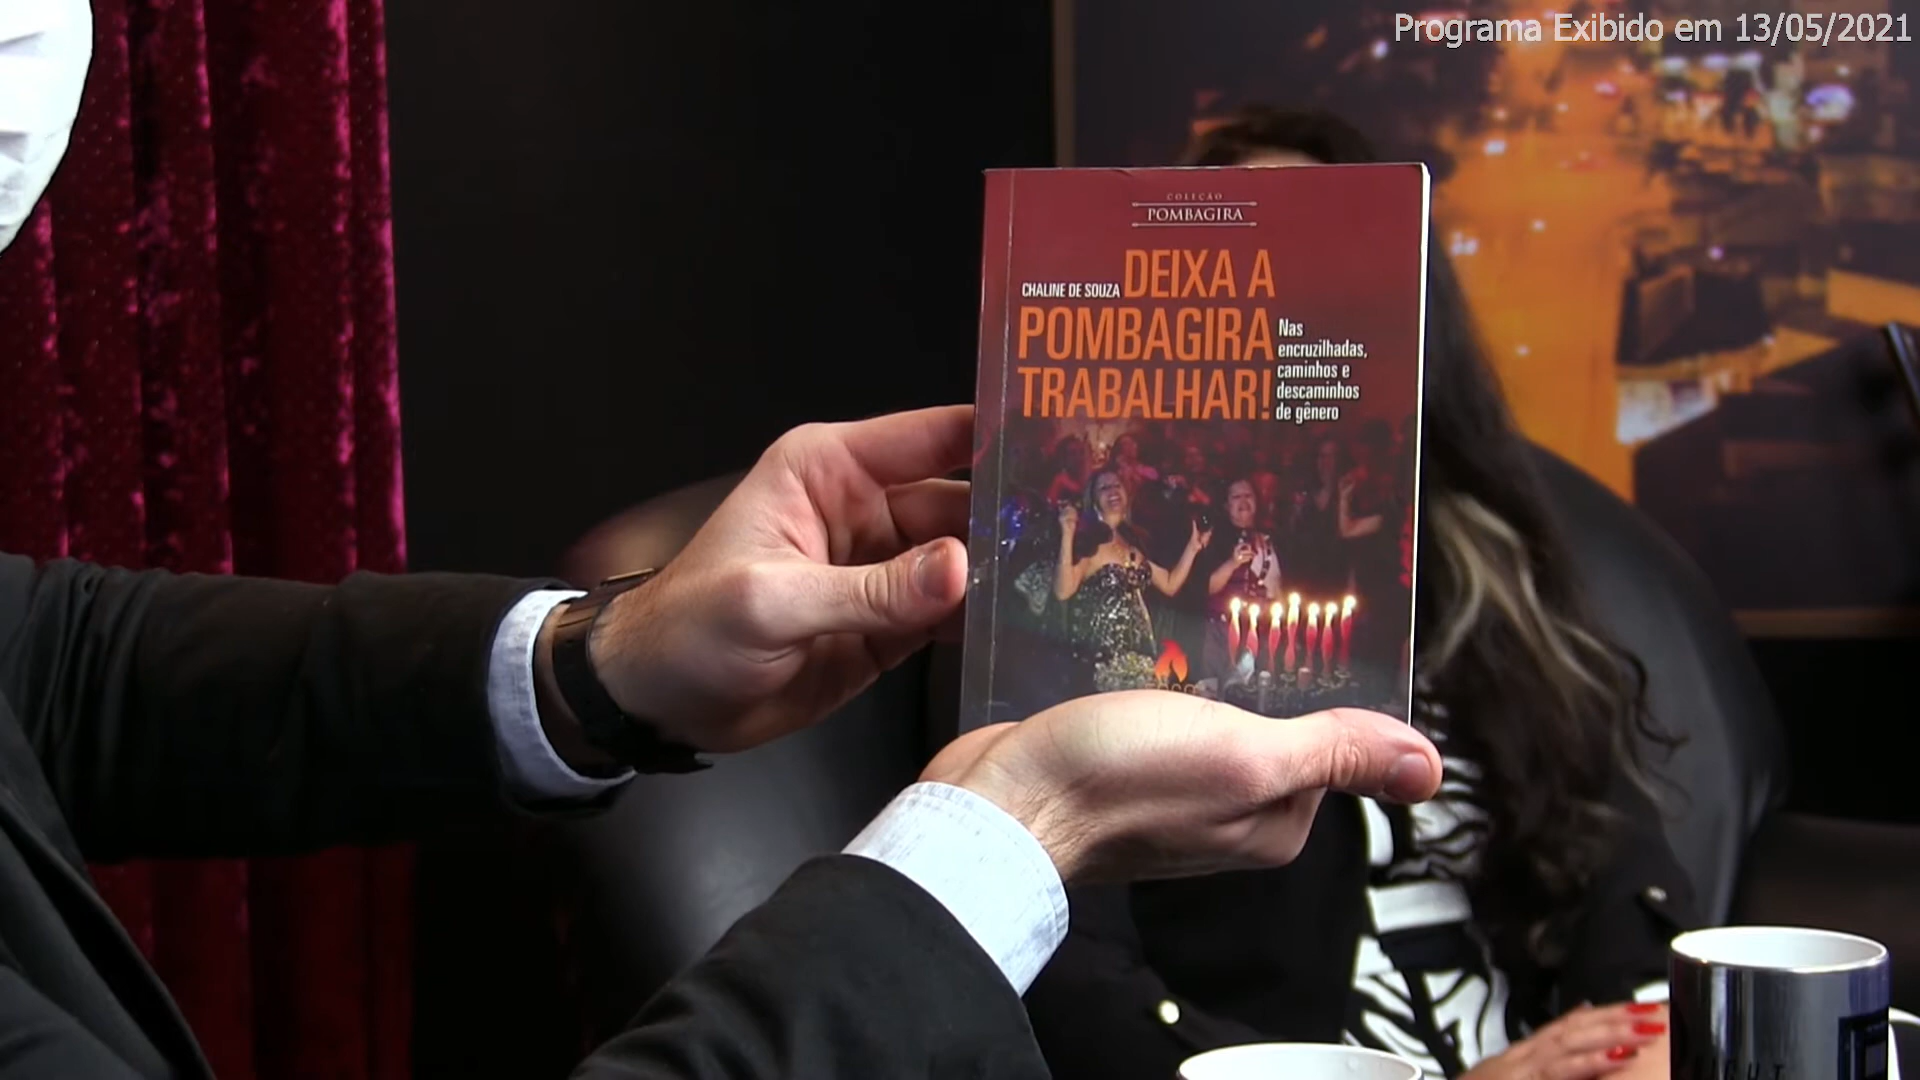 Programa Exibido em 13/05/2021
COLEÇÃO
POMBAGIRA
CHALINE DE SOUZA
DEIXA A
POMBAGIRA
TRABALHAR!
Nas
encruzilhadas,
caminhos e
descaminhos
de gênero